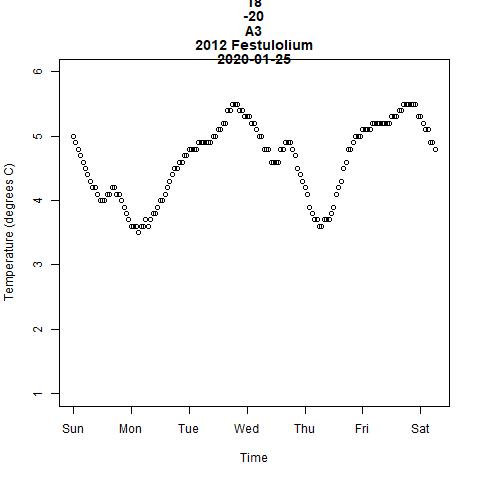 18
-20
A3
2012 Festulolium
2020-01-25
Temperature (degrees C)
6
5
4
3
2
1
Sun Mon Tue Wed Thu Fri Sat
Time